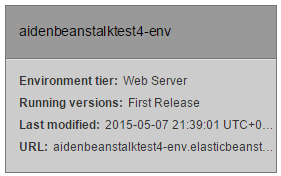 aidenbeanstalktest4-env
Environment tier: Web Server
Running versions: First Release
Last modified: 2015-05-07 21:39:01 UTC+0...
URL: aidenbeanstalktest4-env.elasticbeanst...